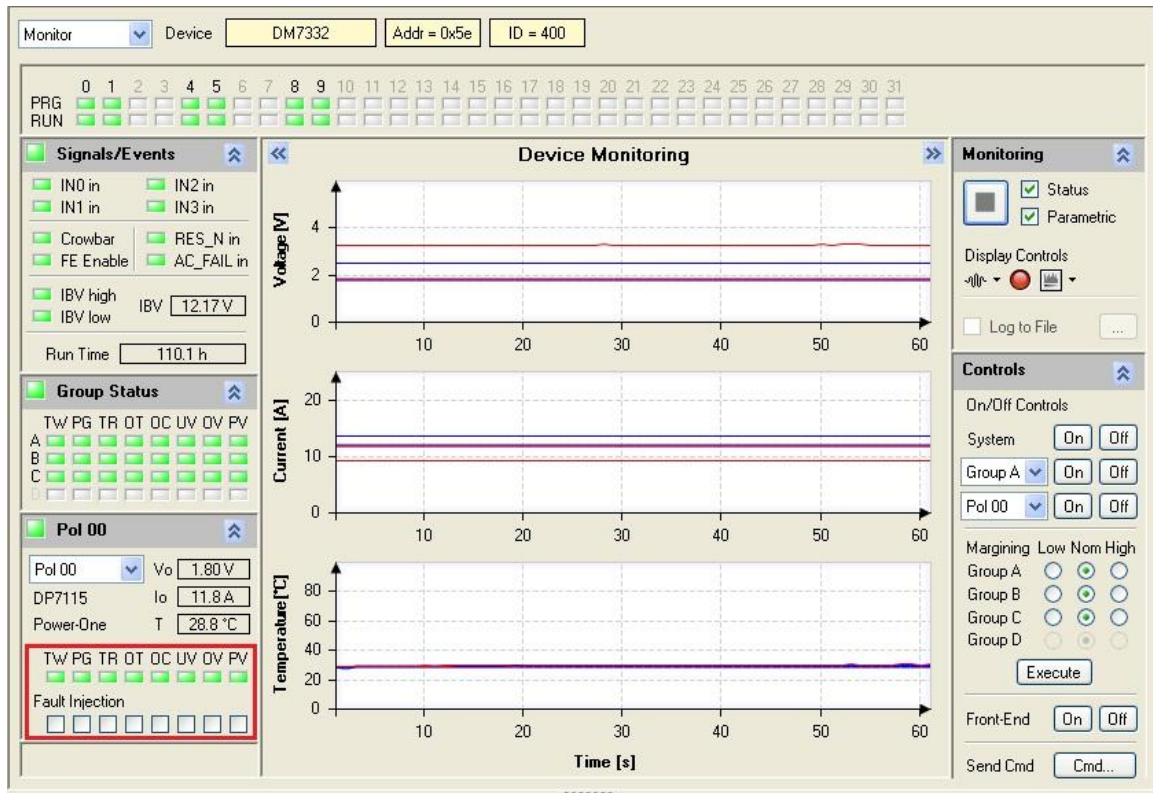 Monitor Device DM7332 Addr = 0x5e ID = 400
0 1 2 3 4 5 6 7 8 9 10 11 12 13 14 15 16 17 18 19 20 21 22 23 24 25 26 27 28 29 30 31
PRG
RUN
Signals/Events
IN0 in IN2 in
IN1 in IN3 in
Crowbar RES_N in
FE Enable AC_FAIL in
IBV high
IBV low
IBV 12.17 V
Run Time 110.1 h
Group Status
TW PG TR OT OC UV OV PV
A
B
C
D
Pol 00
Pol 00 Vo 1.80 V
DP7115 Io 11.8 A
Power-One T 28.8 °C
TW PG TR OT OC UV OV PV
Fault Injection
Device Monitoring
Voltage [V]
4
2
0
10 20 30 40 50 60
Current [A]
20
10
0
10 20 30 40 50 60
Temperature [°C]
80
60
40
20
0
10 20 30 40 50 60
Time [s]
Monitoring
Status
Parametric
Display Controls
Log to File ...
Controls
On/Off Controls
System On Off
Group A On Off
Pol 00 On Off
Margining Low Nom High
Group A
Group B
Group C
Group D
Execute
Front-End On Off
Send Cmd Cmd...